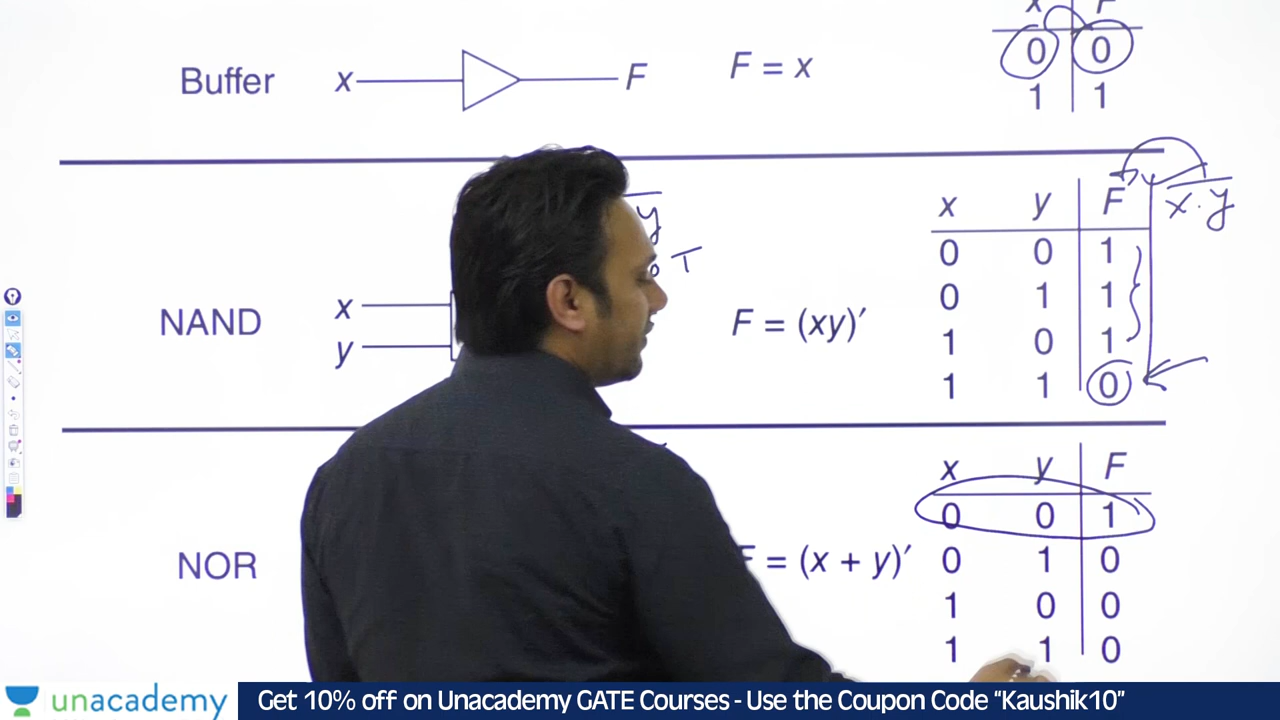 x F
Buffer x F F = x 0 0
1 1
x y F x · y
y
0 0 1
T
0 1 1
NAND x y F = (xy)′
1 0 1
1 1 0
x y F
0 0 1
NOR = (x + y)′ 0 1 0
1 0 0
1 1 0
unacademy Get 10% off on Unacademy GATE Courses - Use the Coupon Code “Kaushik10”